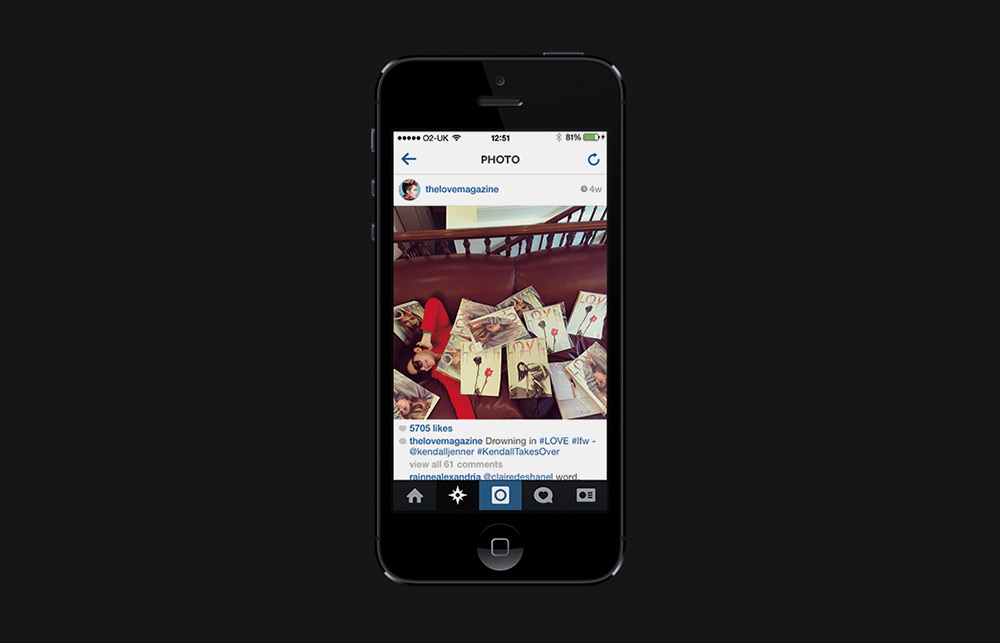 ●●●●● O2-UK 12:51 81%
PHOTO
thelovemagazine 4w
LOVE
LOVE
LOVE
LOVE
5705 likes
thelovemagazine Drowning in #LOVE #lfw -
@kendalljenner #KendallTakesOver
view all 61 comments
rainnealexandria @clairedeshanel word.